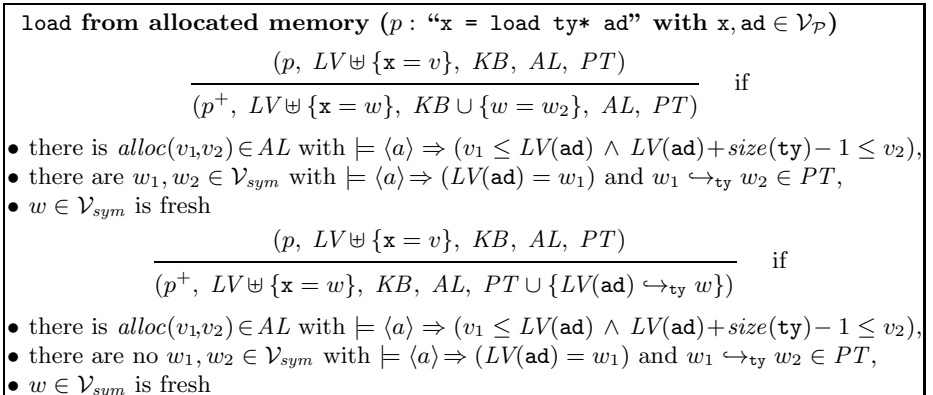 load from allocated memory (p : “x = load ty* ad” with x, ad ∈ 𝒱_𝒫)
(p, LV ⊎ {x = v}, KB, AL, PT)
(p⁺, LV ⊎ {x = w}, KB ∪ {w = w₂}, AL, PT) if
• there is alloc(v₁,v₂) ∈ AL with ⊨ ⟨a⟩ ⇒ (v₁ ≤ LV(ad) ∧ LV(ad)+size(ty) − 1 ≤ v₂),
• there are w₁, w₂ ∈ 𝒱_sym with ⊨ ⟨a⟩ ⇒ (LV(ad) = w₁) and w₁ ↪_ty w₂ ∈ PT,
• w ∈ 𝒱_sym is fresh
(p, LV ⊎ {x = v}, KB, AL, PT)
(p⁺, LV ⊎ {x = w}, KB, AL, PT ∪ {LV(ad) ↪_ty w}) if
• there is alloc(v₁,v₂) ∈ AL with ⊨ ⟨a⟩ ⇒ (v₁ ≤ LV(ad) ∧ LV(ad)+size(ty) − 1 ≤ v₂),
• there are no w₁, w₂ ∈ 𝒱_sym with ⊨ ⟨a⟩ ⇒ (LV(ad) = w₁) and w₁ ↪_ty w₂ ∈ PT,
• w ∈ 𝒱_sym is fresh